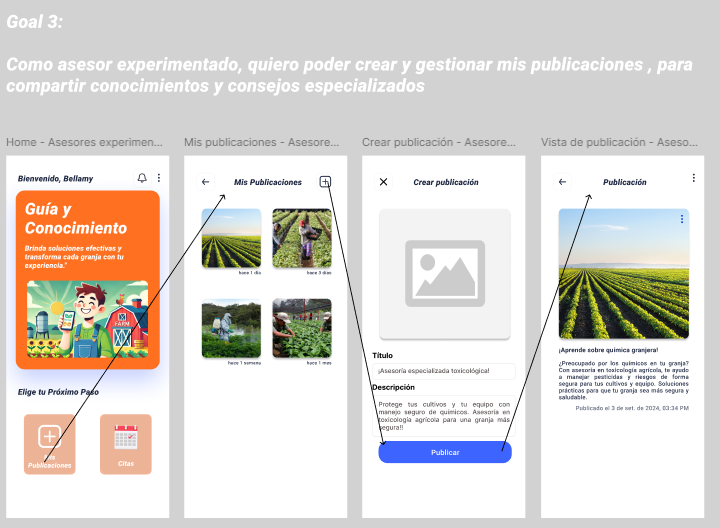 Goal 3:
Como asesor experimentado, quiero poder crear y gestionar mis publicaciones , para
compartir conocimientos y consejos especializados
Home - Asesores experimen...
Bienvenido, Bellamy
Guía y
Conocimiento
Brinda soluciones efectivas y
transforma cada granja con tu
experiencia."
FARM
Elige tu Próximo Paso
Mis
Publicaciones
Citas
Mis publicaciones - Asesore...
Mis Publicaciones
hace 1 día
hace 3 días
hace 1 semana
hace 1 mes
Crear publicación - Asesore...
Crear publicación
Título
¡Asesoría especializada toxicológica!
Descripción
Protege tus cultivos y tu equipo con
manejo seguro de químicos. Asesoría en
toxicología agrícola para una granja más
segura!!
Publicar
Vista de publicación - Aseso...
Publicación
¡Aprende sobre química granjera!
¿Preocupado por los químicos en tu granja?
Con asesoría en toxicología agrícola, te ayudo
a manejar pesticidas y riesgos de forma
segura para tus cultivos y equipo. Soluciones
prácticas para que tu granja sea más segura y
saludable.
Publicado el 3 de set. de 2024, 03:34 PM